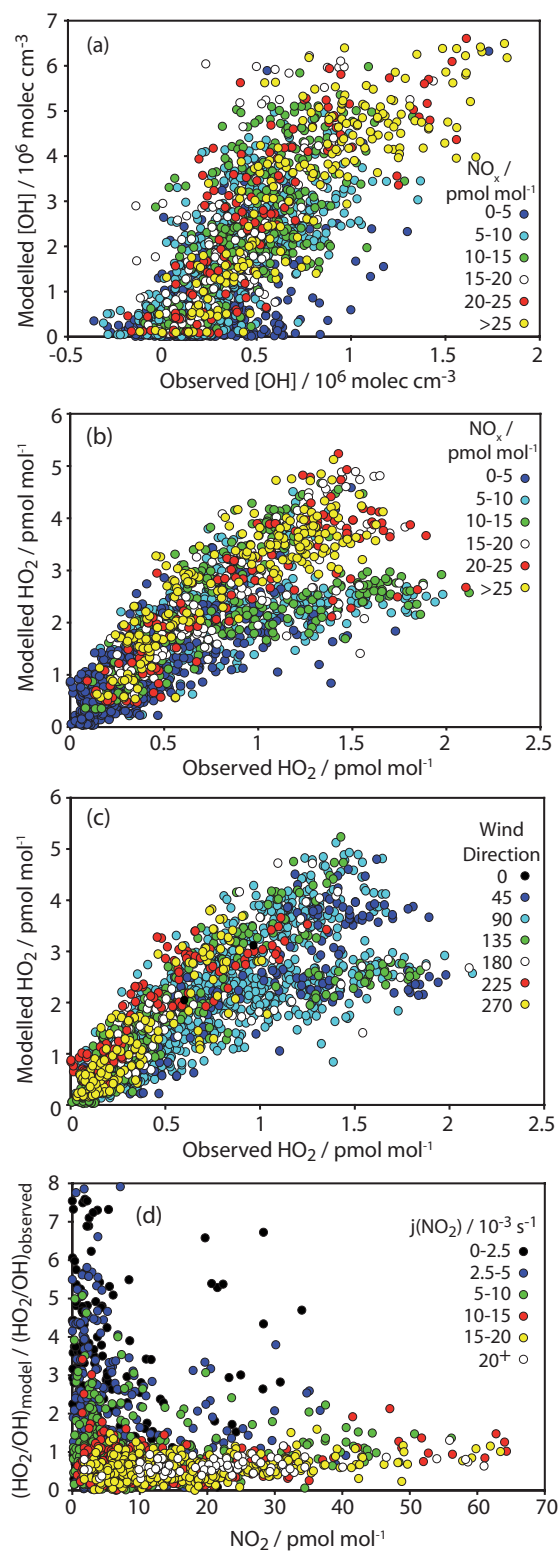 (a)
7
6
5
4
3
2
1
0
Modelled [OH] / 10⁶ molec cm⁻³
NOₓ /
pmol mol⁻¹
0-5
5-10
10-15
15-20
20-25
>25
-0.5 0 0.5 1 1.5 2
Observed [OH] / 10⁶ molec cm⁻³
(b)
6
5
4
3
2
1
0
Modelled HO₂ / pmol mol⁻¹
NOₓ /
pmol mol⁻¹
0-5
5-10
10-15
15-20
20-25
>25
0 0.5 1 1.5 2 2.5
Observed HO₂ / pmol mol⁻¹
(c)
6
5
4
3
2
1
0
Modelled HO₂ / pmol mol⁻¹
Wind
Direction
0
45
90
135
180
225
270
0 0.5 1 1.5 2 2.5
Observed HO₂ / pmol mol⁻¹
(d)
8
7
6
5
4
3
2
1
0
(HO₂/OH)model / (HO₂/OH)observed
j(NO₂) / 10⁻³ s⁻¹
0-2.5
2.5-5
5-10
10-15
15-20
20⁺
0 10 20 30 40 50 60 70
NO₂ / pmol mol⁻¹